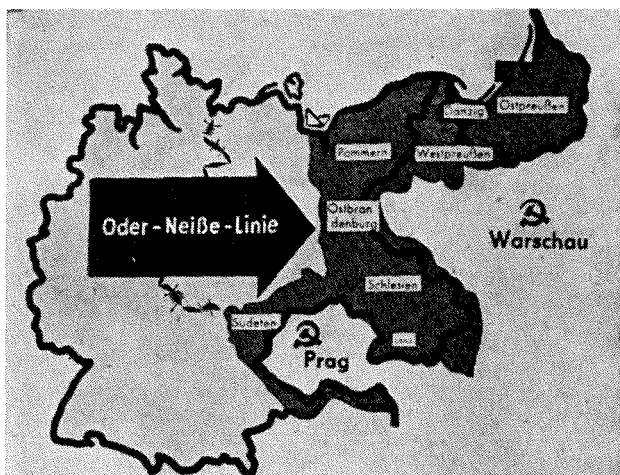 Danzig
Ostpreußen
Pommern
Westpreußen
Oder-Neiße-Linie
Ostbran
denburg
Warschau
Schlesien
Sudeten
Prag